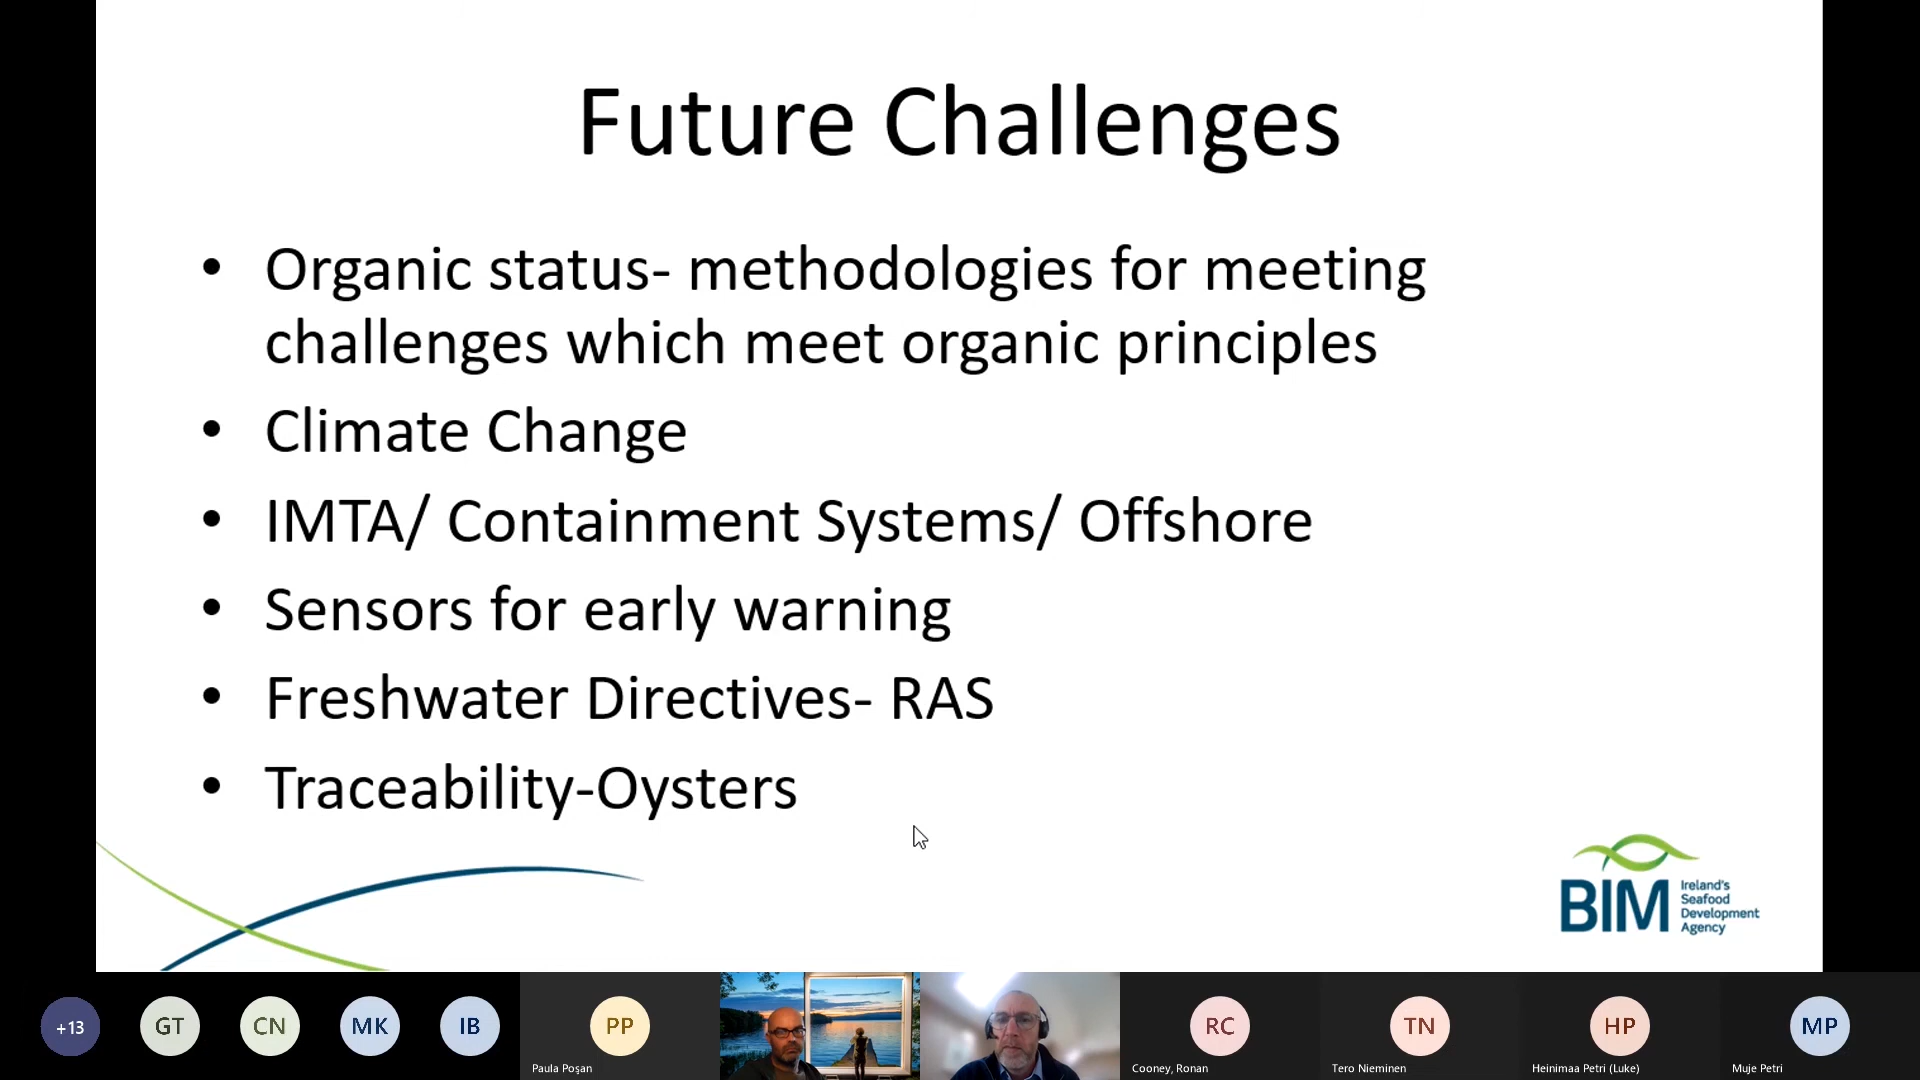 Future Challenges
• Organic status- methodologies for meeting
challenges which meet organic principles
• Climate Change
• IMTA/ Containment Systems/ Offshore
• Sensors for early warning
• Freshwater Directives- RAS
• Traceability-Oysters
BIM
Ireland's
Seafood
Development
Agency
+13
GT
CN
MK
IB
PP
Paula Poşan
RC
Cooney, Ronan
TN
Tero Nieminen
HP
Heinimaa Petri (Luke)
MP
Muje Petri